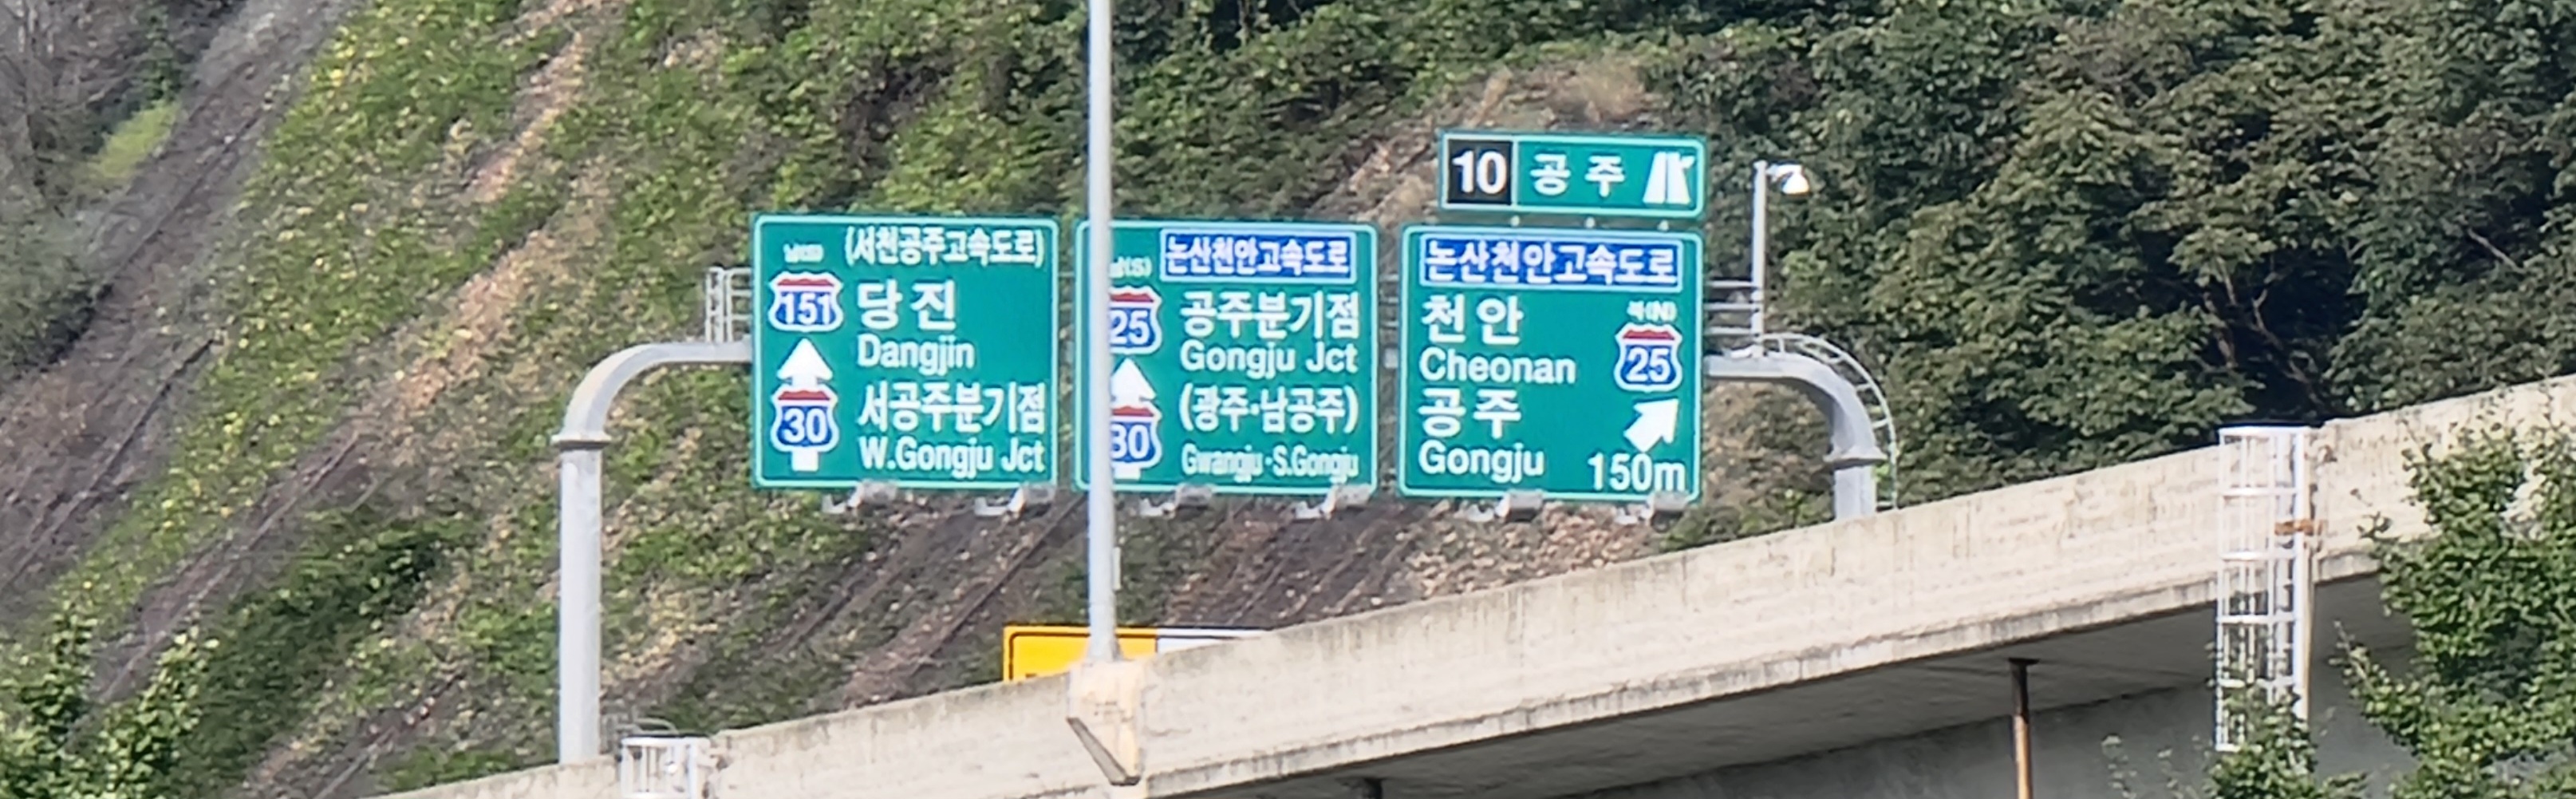 10 공주
남(S) (서천공주고속도로)
151 당진
Dangjin
30 서공주분기점
W.Gongju Jct
남(S) 논산천안고속도로
25 공주분기점
Gongju Jct
30 (광주·남공주)
Gwangju·S.Gongju
논산천안고속도로
천안 북(N)
Cheonan 25
공주
Gongju 150m